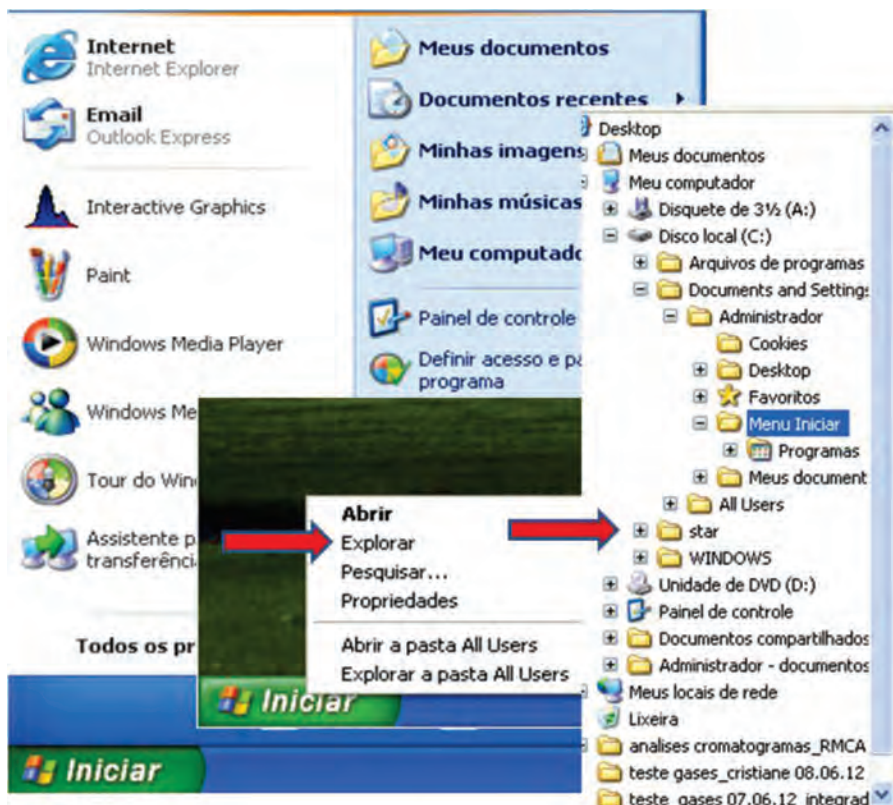 Internet
Internet Explorer
Email
Outlook Express
Interactive Graphics
Paint
Windows Media Player
Windows Me
Tour do Win
Assistente p
transferênci
Todos os pr
Meus documentos
Documentos recentes
Minhas imagens
Minhas músicas
Meu computad
Painel de controle
Definir acesso e pa
programa
Abrir
Explorar
Pesquisar...
Propriedades
Abrir a pasta All Users
Explorar a pasta All Users
Iniciar
Iniciar
Desktop
Meus documentos
Meu computador
Disquete de 3½ (A:)
Disco local (C:)
Arquivos de programas
Documents and Settings
Administrador
Cookies
Desktop
Favoritos
Menu Iniciar
Programas
Meus document
All Users
star
WINDOWS
Unidade de DVD (D:)
Painel de controle
Documentos compartilhados
Administrador - documentos
Meus locais de rede
Lixeira
analises cromatogramas_RMCA
teste gases_cristiane 08.06.12
teste gases 07.06.12 integrad